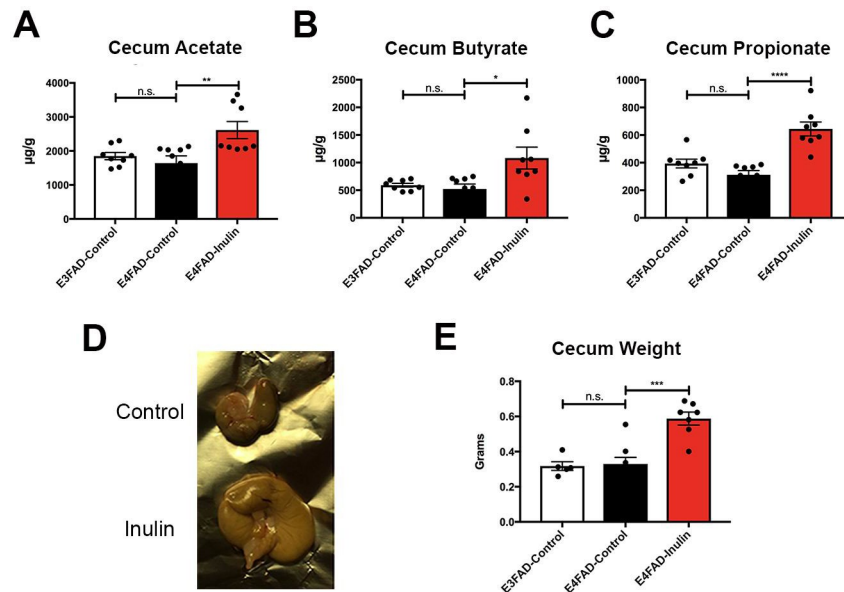 A
Cecum Acetate
n.s.
**
4000
3000
2000
1000
0
µg/g
E3FAD-Control
E4FAD-Control
E4FAD-Inulin
B
Cecum Butyrate
n.s.
*
2500
2000
1500
1000
500
0
µg/g
E3FAD-Control
E4FAD-Control
E4FAD-Inulin
C
Cecum Propionate
n.s.
****
1000
800
600
400
200
0
µg/g
E3FAD-Control
E4FAD-Control
E4FAD-Inulin
D
Control
Inulin
E
Cecum Weight
n.s.
***
0.8
0.6
0.4
0.2
0.0
Grams
E3FAD-Control
E4FAD-Control
E4FAD-Inulin